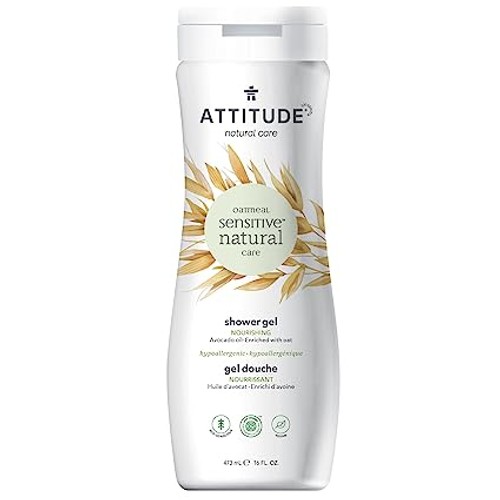 ATTITUDE
natural care
oatmeal
sensitive™
natural
care
shower gel
NOURISHING
Avocado oil • Enriched with oat
hypoallergenic • hypoallergénique
gel douche
NOURRISSANT
Huile d'avocat • Enrichi d'avoine
473 mL ℮ 16 FL. OZ.